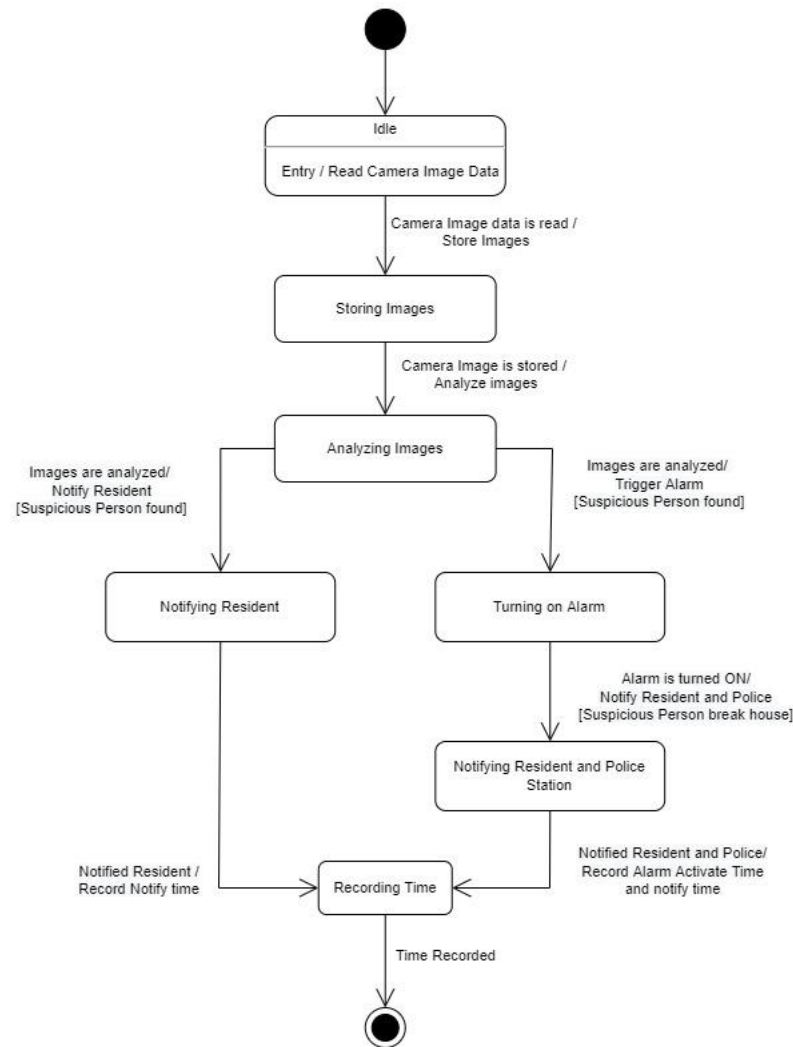 Idle
Entry / Read Camera Image Data
Camera Image data is read /
Store Images
Storing Images
Camera Image is stored /
Analyze images
Analyzing Images
Images are analyzed/
Notify Resident
[Suspicious Person found]
Images are analyzed/
Trigger Alarm
[Suspicious Person found]
Notifying Resident
Turning on Alarm
Alarm is turned ON/
Notify Resident and Police
[Suspicious Person break house]
Notifying Resident and Police
Station
Notified Resident /
Record Notify time
Notified Resident and Police/
Record Alarm Activate Time
and notify time
Recording Time
Time Recorded